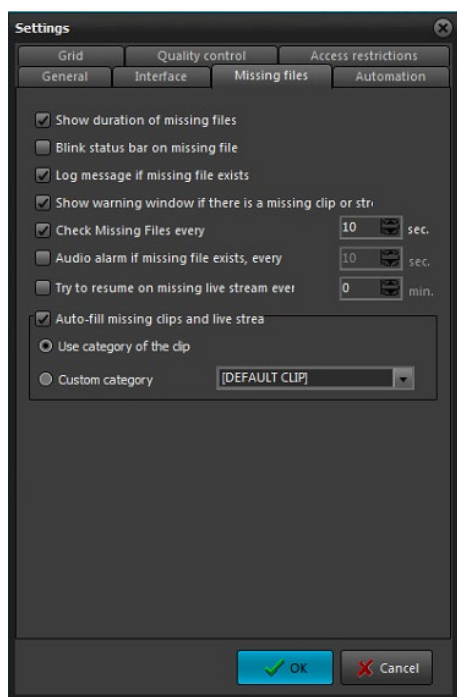 Settings
Grid Quality control Access restrictions
General Interface Missing files Automation
Show duration of missing files
Blink status bar on missing file
Log message if missing file exists
Show warning window if there is a missing clip or stre
Check Missing Files every 10 sec.
Audio alarm if missing file exists, every 10 sec.
Try to resume on missing live stream ever 0 min.
Auto-fill missing clips and live strea
Use category of the clip
Custom category [DEFAULT CLIP]
OK Cancel